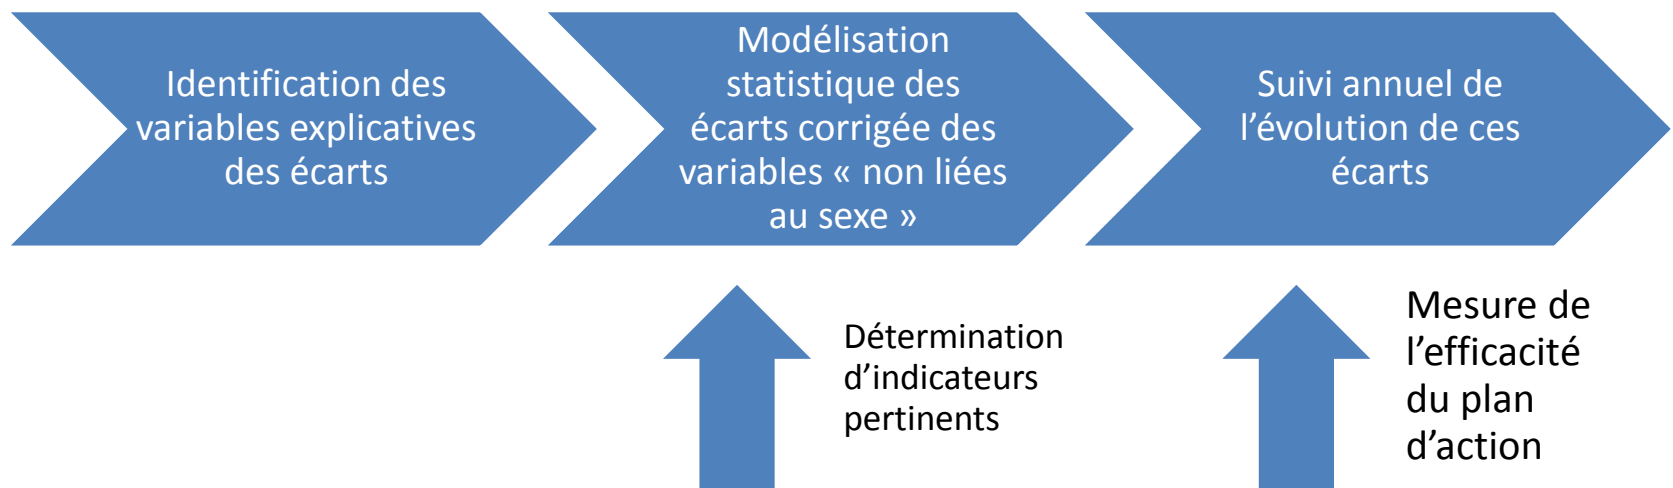 Identification des
variables explicatives
des écarts
Modélisation
statistique des
écarts corrigée des
variables « non liées
au sexe »
Suivi annuel de
l’évolution de ces
écarts
Détermination
d’indicateurs
pertinents
Mesure de
l’efficacité
du plan
d’action